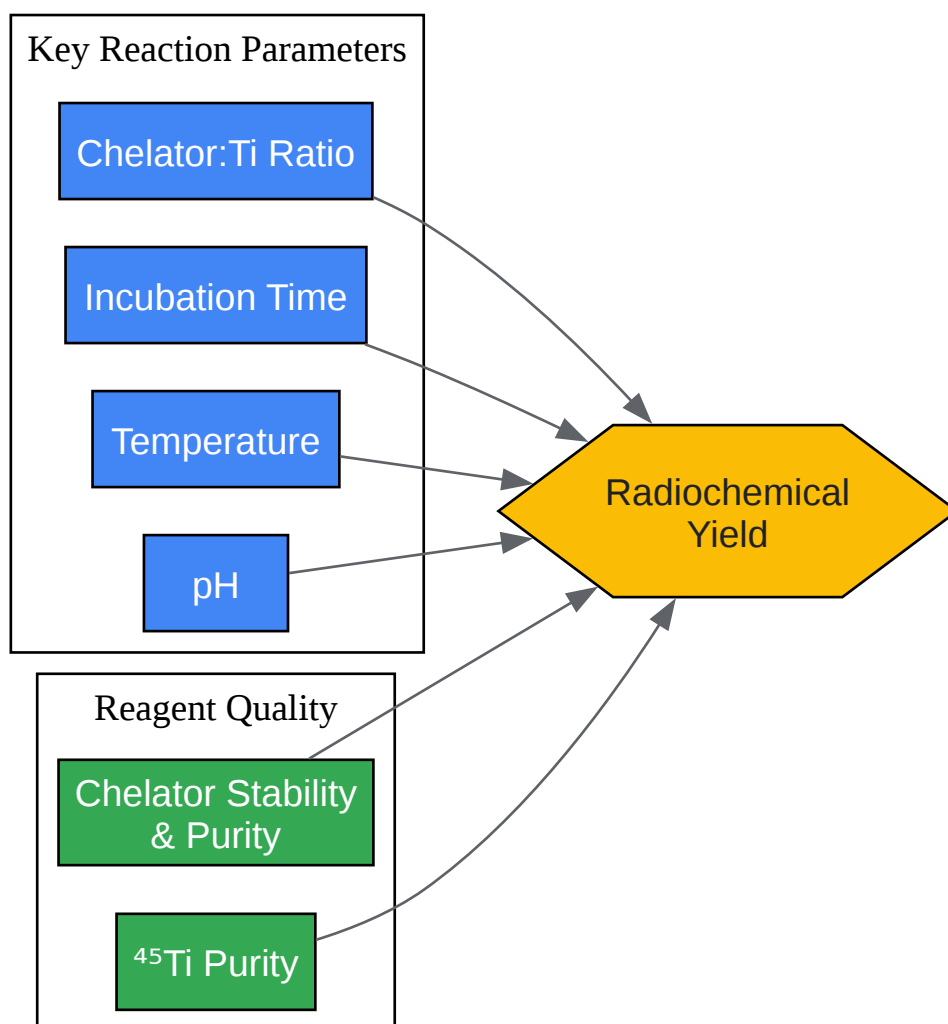 Key Reaction Parameters
Chelator:Ti Ratio
Incubation Time
Temperature
pH
Radiochemical
Yield
Reagent Quality
Chelator Stability
& Purity
⁴⁵Ti Purity